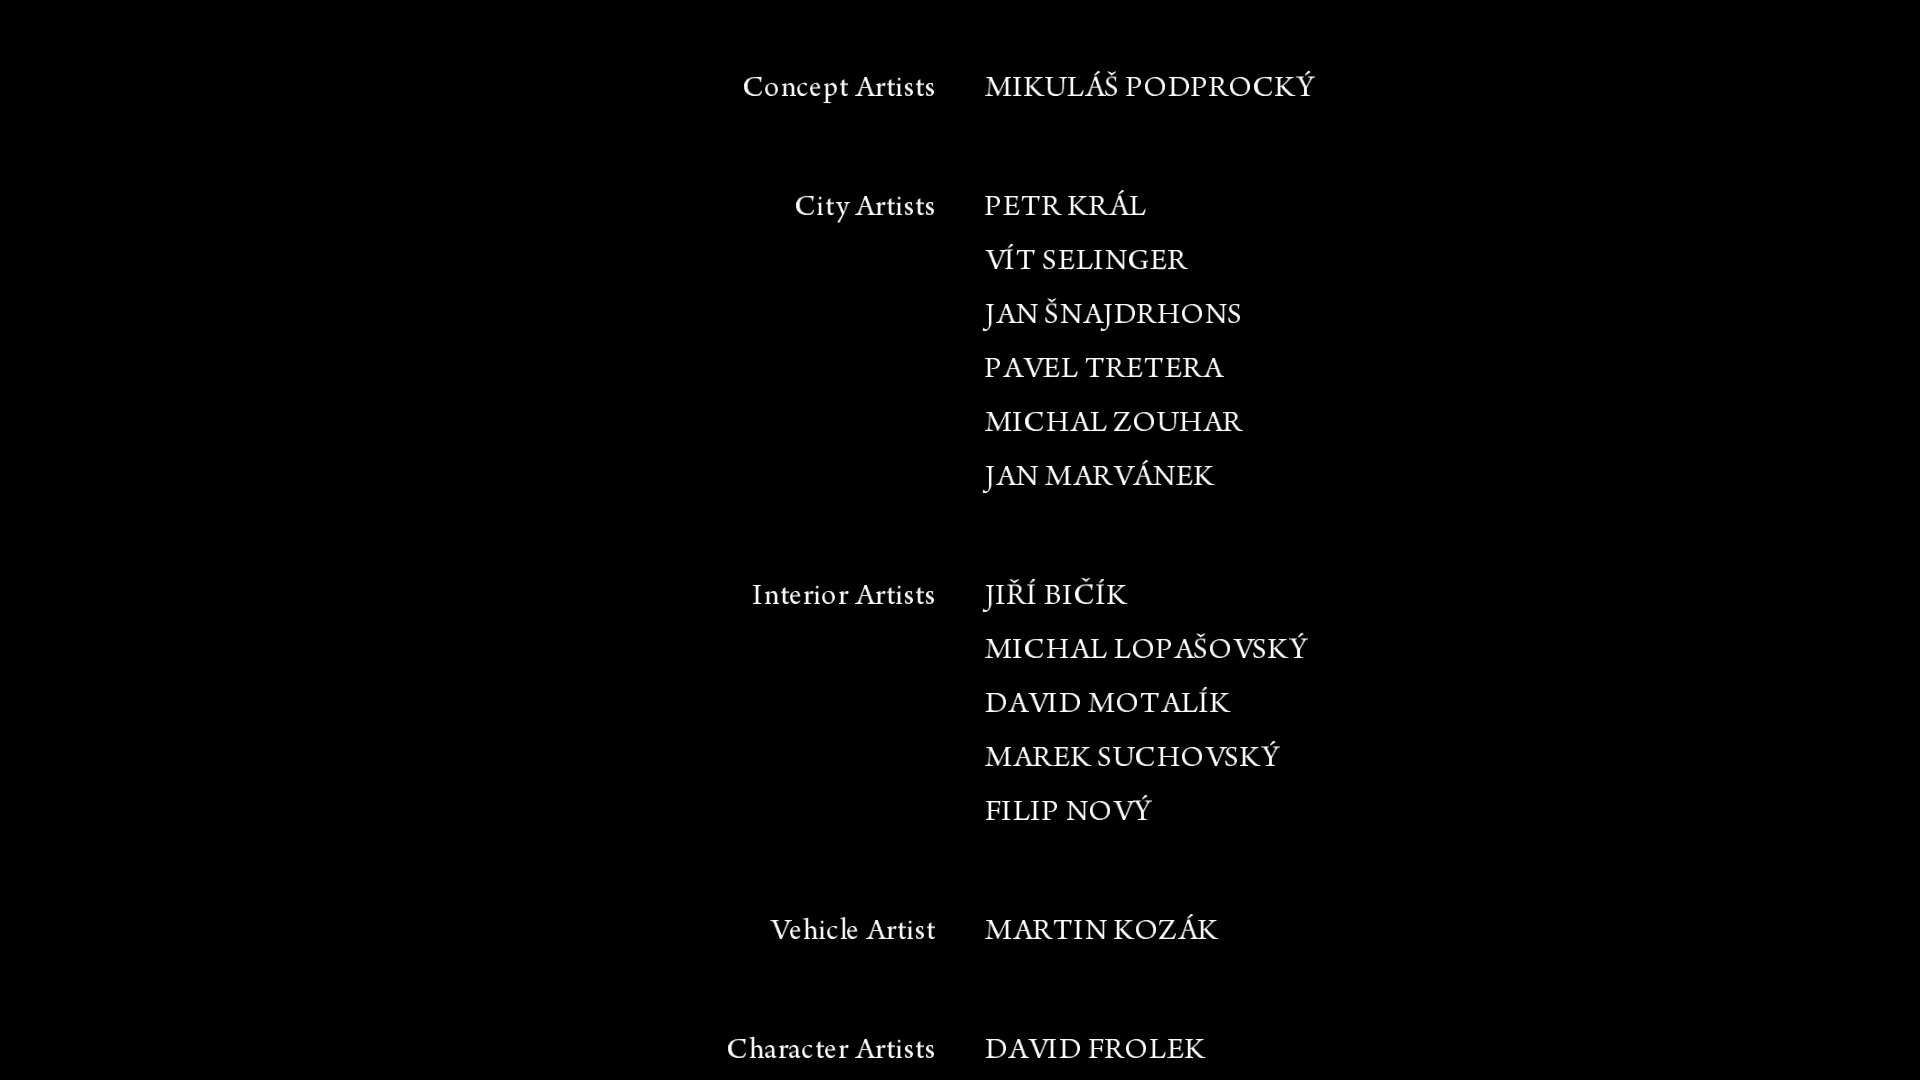 Concept Artists MIKULÁŠ PODPROCKÝ
City Artists PETR KRÁL
VÍT SELINGER
JAN ŠNAJDRHONS
PAVEL TRETERA
MICHAL ZOUHAR
JAN MARVÁNEK
Interior Artists JIŘÍ BIČÍK
MICHAL LOPAŠOVSKÝ
DAVID MOTALÍK
MAREK SUCHOVSKÝ
FILIP NOVÝ
Vehicle Artist MARTIN KOZÁK
Character Artists DAVID FROLEK